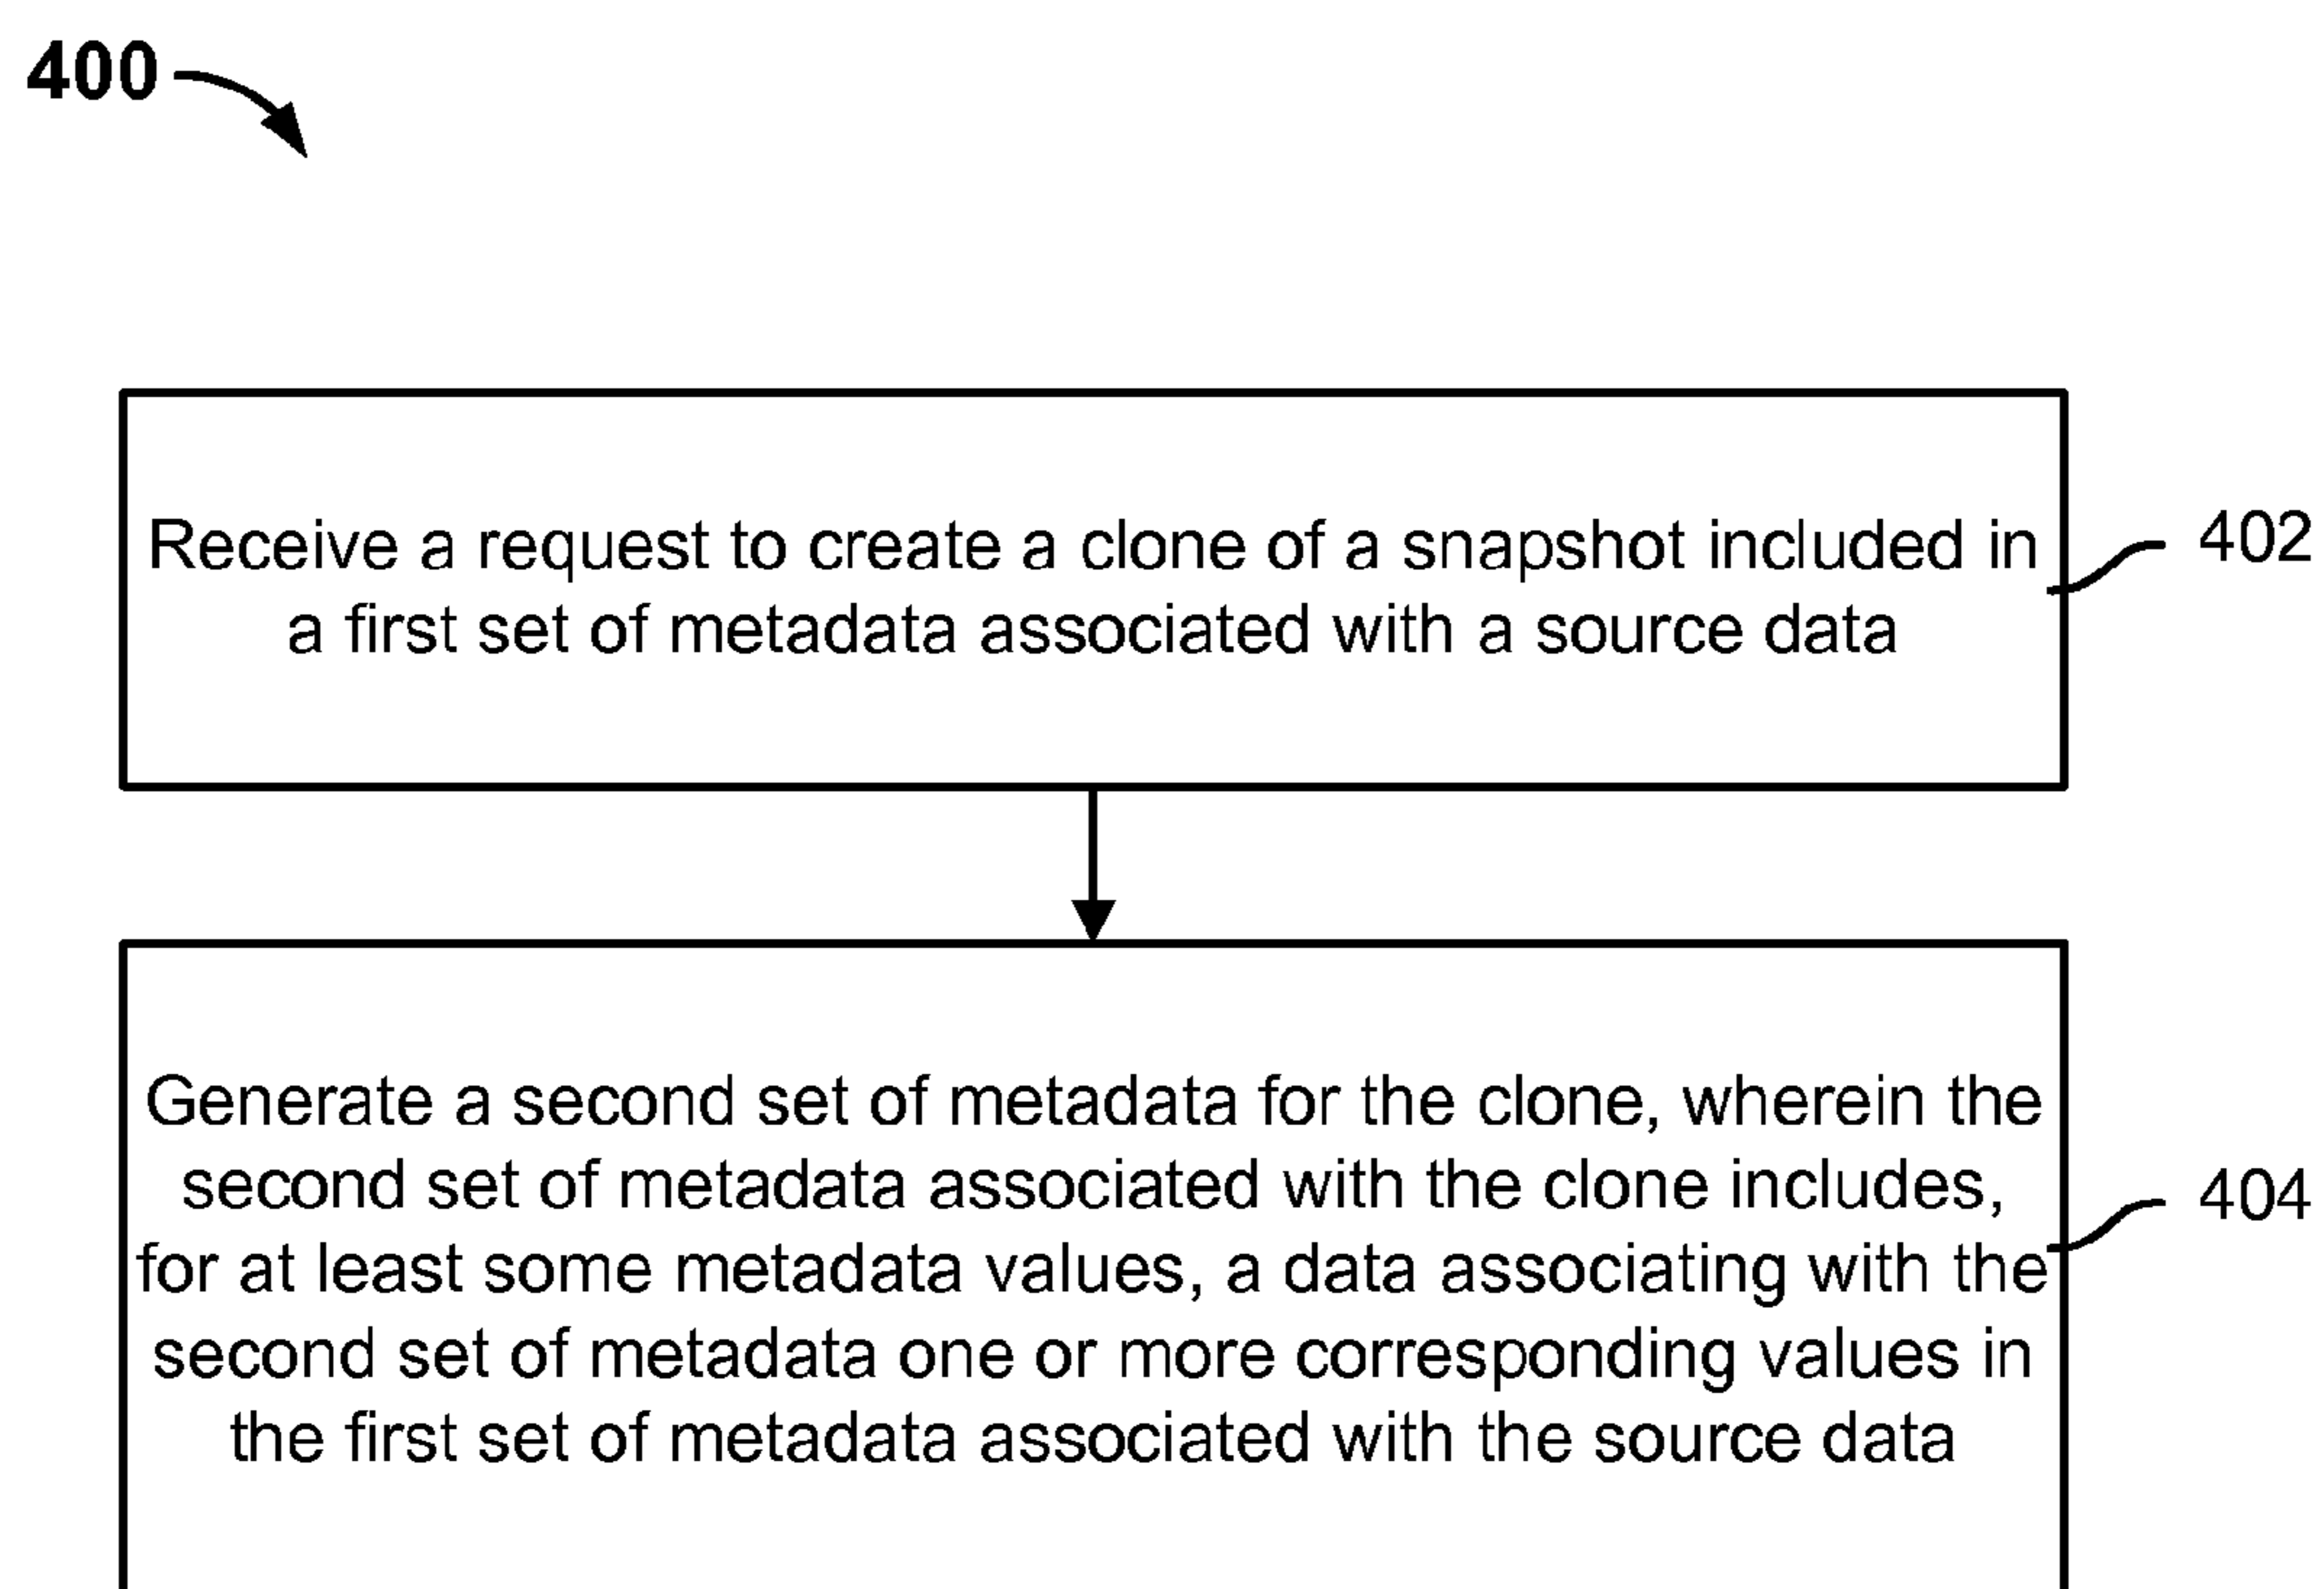 400
Receive a request to create a clone of a snapshot included in
a first set of metadata associated with a source data
402
Generate a second set of metadata for the clone, wherein the
second set of metadata associated with the clone includes,
for at least some metadata values, a data associating with the
second set of metadata one or more corresponding values in
the first set of metadata associated with the source data
404